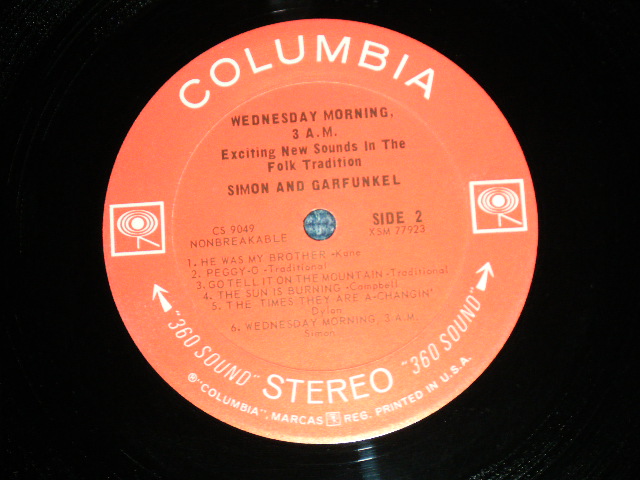 COLUMBIA
WEDNESDAY MORNING,
3 A.M.
Exciting New Sounds In The
Folk Tradition
SIMON AND GARFUNKEL
CS 9049
NONBREAKABLE
SIDE 2
XSM 77923
1. HE WAS MY BROTHER -Kane
2. PEGGY-O -Traditional
3. GO TELL IT ON THE MOUNTAIN -Traditional
4. THE SUN IS BURNING -Campbell
5. THE TIMES THEY ARE A-CHANGIN'
Dylan
6. WEDNESDAY MORNING, 3 A.M.
Simon
"360 SOUND" STEREO "360 SOUND"
®"COLUMBIA", MARCAS REG. PRINTED IN U.S.A.